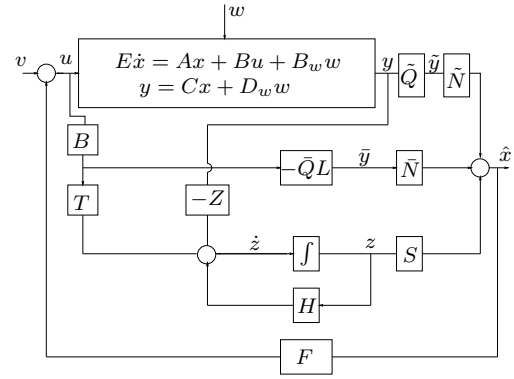 w
v u Eẋ = Ax + Bu + B_w w y Q̃ ỹ Ñ
y = Cx + D_w w
B
−Q̄L ȳ N̄ x̂
T −Z
ż ∫ z S
H
F